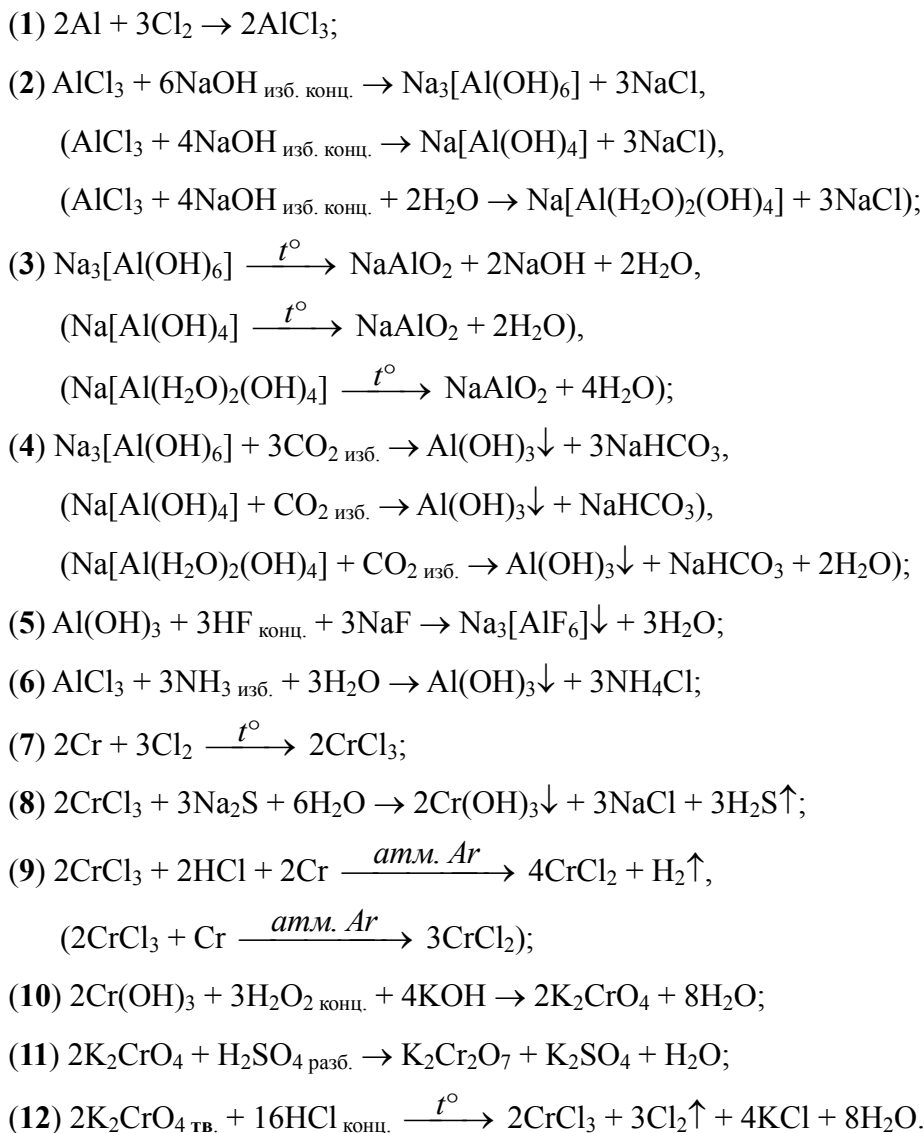 (1) 2Al + 3Cl₂ → 2AlCl₃;
(2) AlCl₃ + 6NaOH изб. конц. → Na₃[Al(OH)₆] + 3NaCl,
(AlCl₃ + 4NaOH изб. конц. → Na[Al(OH)₄] + 3NaCl),
(AlCl₃ + 4NaOH изб. конц. + 2H₂O → Na[Al(H₂O)₂(OH)₄] + 3NaCl);
(3) Na₃[Al(OH)₆] —t°→ NaAlO₂ + 2NaOH + 2H₂O,
(Na[Al(OH)₄] —t°→ NaAlO₂ + 2H₂O),
(Na[Al(H₂O)₂(OH)₄] —t°→ NaAlO₂ + 4H₂O);
(4) Na₃[Al(OH)₆] + 3CO₂ изб. → Al(OH)₃↓ + 3NaHCO₃,
(Na[Al(OH)₄] + CO₂ изб. → Al(OH)₃↓ + NaHCO₃),
(Na[Al(H₂O)₂(OH)₄] + CO₂ изб. → Al(OH)₃↓ + NaHCO₃ + 2H₂O);
(5) Al(OH)₃ + 3HF конц. + 3NaF → Na₃[AlF₆]↓ + 3H₂O;
(6) AlCl₃ + 3NH₃ изб. + 3H₂O → Al(OH)₃↓ + 3NH₄Cl;
(7) 2Cr + 3Cl₂ —t°→ 2CrCl₃;
(8) 2CrCl₃ + 3Na₂S + 6H₂O → 2Cr(OH)₃↓ + 3NaCl + 3H₂S↑;
(9) 2CrCl₃ + 2HCl + 2Cr —атм. Ar→ 4CrCl₂ + H₂↑,
(2CrCl₃ + Cr —атм. Ar→ 3CrCl₂);
(10) 2Cr(OH)₃ + 3H₂O₂ конц. + 4KOH → 2K₂CrO₄ + 8H₂O;
(11) 2K₂CrO₄ + H₂SO₄ разб. → K₂Cr₂O₇ + K₂SO₄ + H₂O;
(12) 2K₂CrO₄ тв. + 16HCl конц. —t°→ 2CrCl₃ + 3Cl₂↑ + 4KCl + 8H₂O.